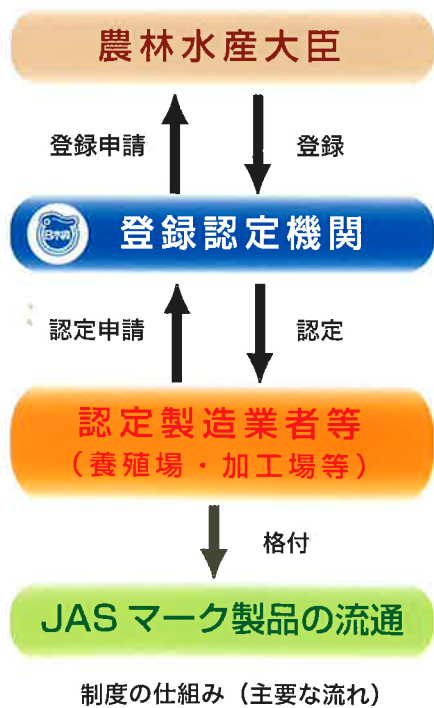 農林水産大臣
登録申請
登録
登録認定機関
認定申請
認定
認定製造業者等
(養殖場・加工場等)
格付
JASマーク製品の流通
制度の仕組み(主要な流れ)